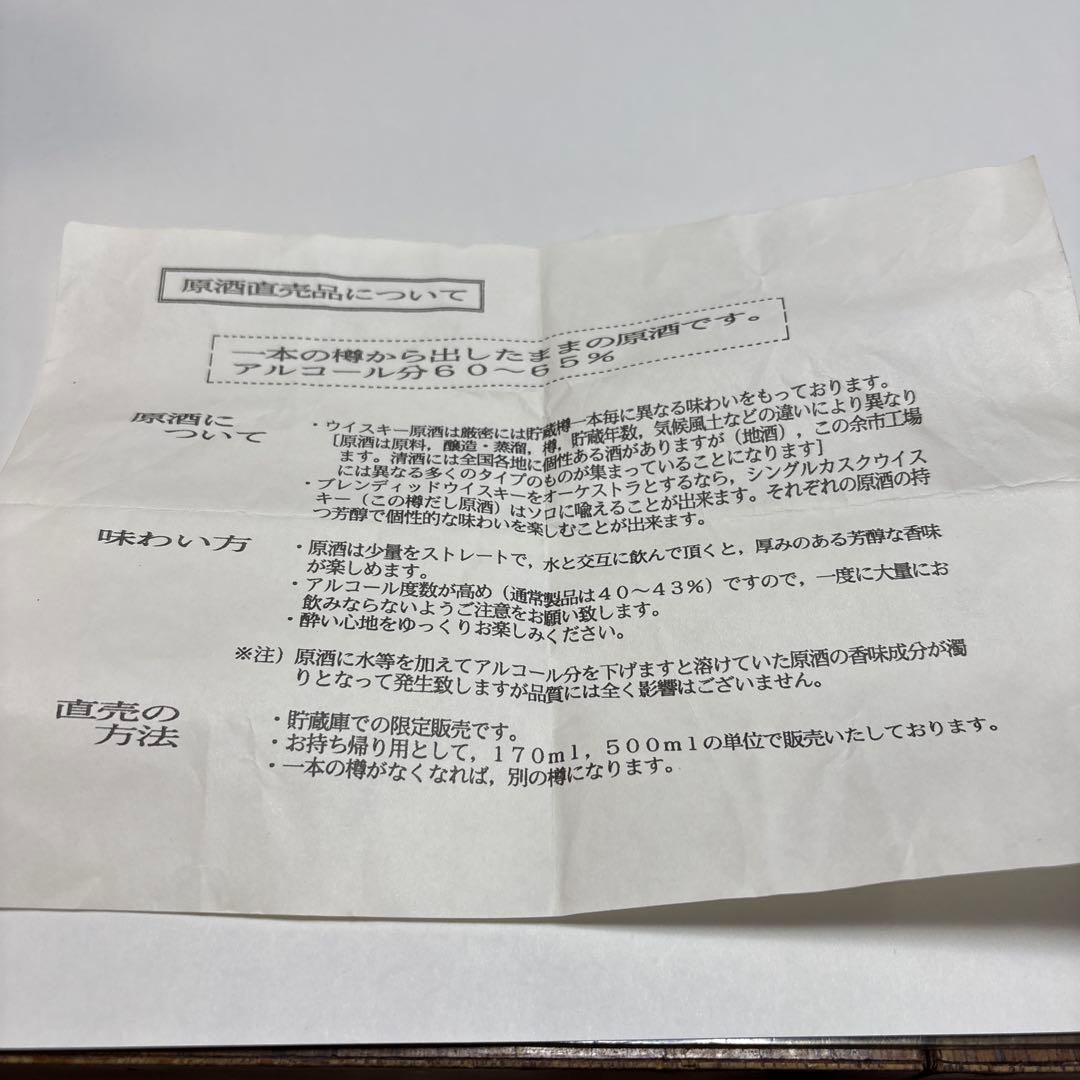 原酒直売品について
一本の樽から出したままの原酒です。
アルコール分６０～６５％
原酒に
ついて
・ウイスキー原酒は厳密には貯蔵樽一本毎に異なる味わいをもっております。
［原酒は原料，醸造・蒸溜，樽，貯蔵年数，気候風土などの違いにより異なり
ます。清酒には全国各地に個性ある酒がありますが（地酒），この余市工場
には異なる多くのタイプのものが集まっていることになります］
・ブレンディッドウイスキーをオーケストラとするなら，シングルカスクウイス
キー（この樽だし原酒）はソロに喩えることが出来ます。それぞれの原酒の持
つ芳醇で個性的な味わいを楽しむことが出来ます。
味わい方
・原酒は少量をストレートで，水と交互に飲んで頂くと，厚みのある芳醇な香味
が楽しめます。
・アルコール度数が高め（通常製品は４０～４３％）ですので，一度に大量にお
飲みならないようご注意をお願い致します。
・酔い心地をゆっくりお楽しみください。
※注）原酒に水等を加えてアルコール分を下げますと溶けていた原酒の香味成分が濁
りとなって発生致しますが品質には全く影響はございません。
直売の
方法
・貯蔵庫での限定販売です。
・お持ち帰り用として，１７０ｍｌ，５００ｍｌの単位で販売いたしております。
・一本の樽がなくなれば，別の樽になります。